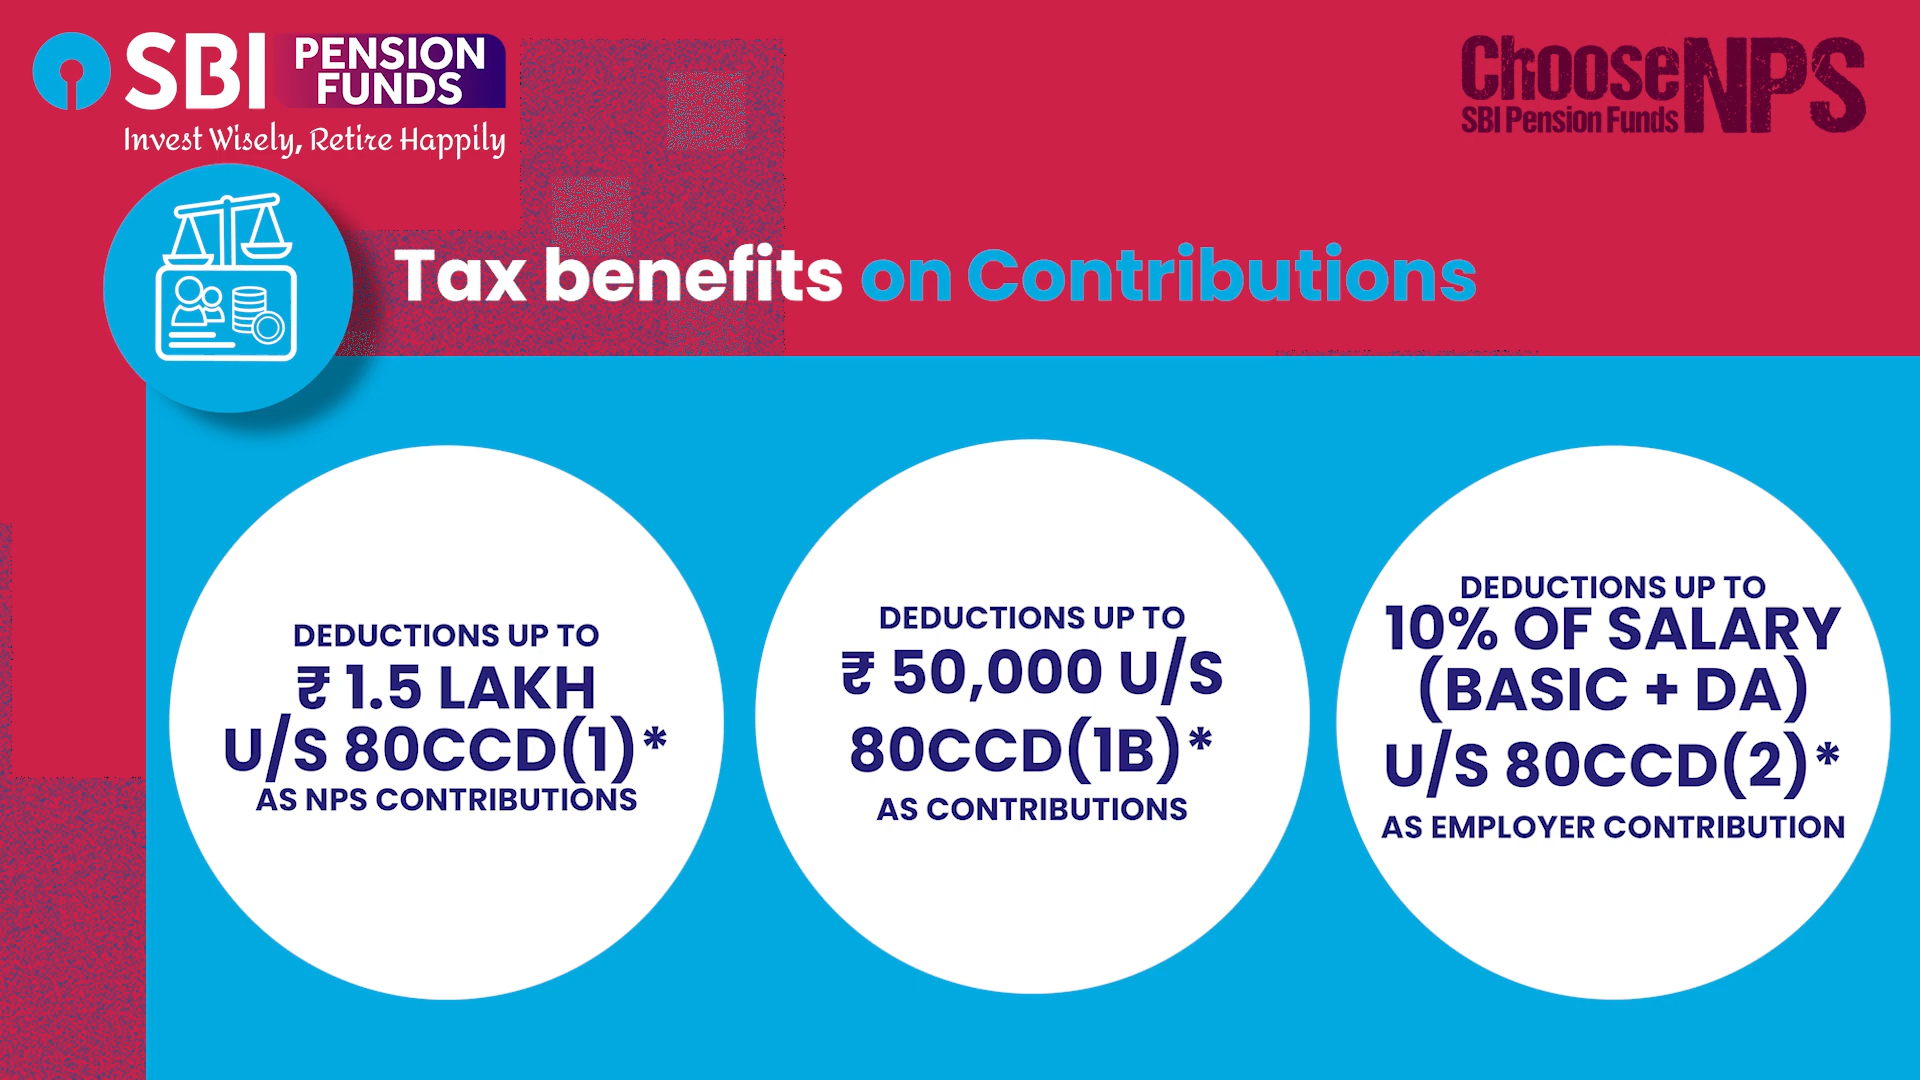 SBI PENSION FUNDS
Invest Wisely, Retire Happily
Choose NPS
SBI Pension Funds
Tax benefits on Contributions
DEDUCTIONS UP TO
₹ 1.5 LAKH
U/S 80CCD(1)*
AS NPS CONTRIBUTIONS
DEDUCTIONS UP TO
₹ 50,000 U/S
80CCD(1B)*
AS CONTRIBUTIONS
DEDUCTIONS UP TO
10% OF SALARY
(BASIC + DA)
U/S 80CCD(2)*
AS EMPLOYER CONTRIBUTION